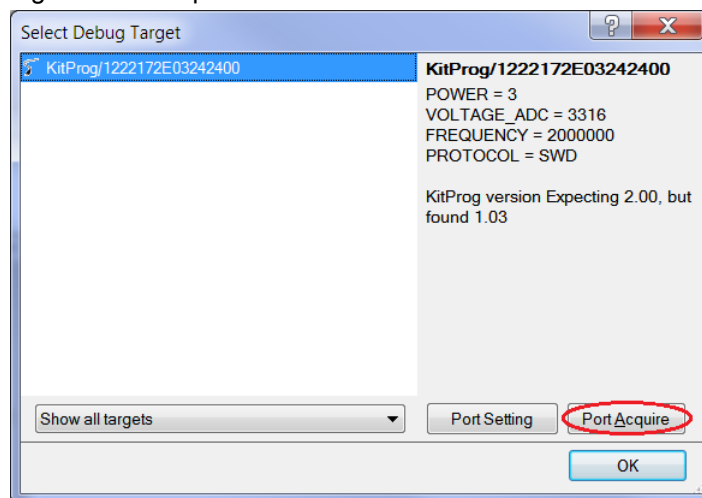 Select Debug Target
KitProg/1222172E03242400
KitProg/1222172E03242400
POWER = 3
VOLTAGE_ADC = 3316
FREQUENCY = 2000000
PROTOCOL = SWD
KitProg version Expecting 2.00, but
found 1.03
Show all targets
Port Setting
Port Acquire
OK